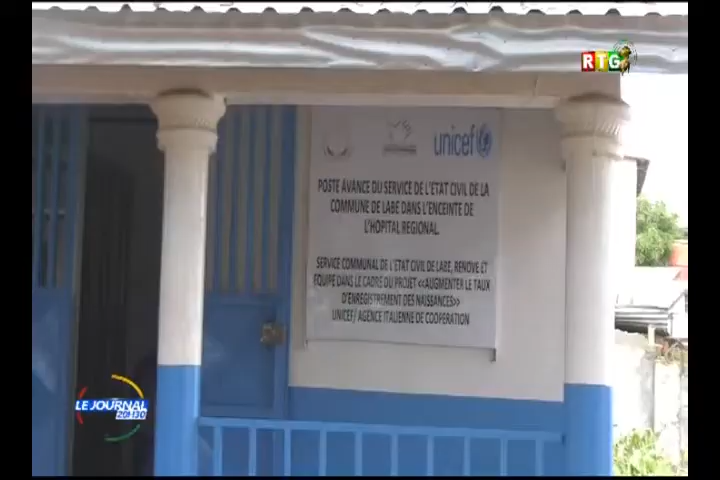 RTG
unicef
POSTE AVANCE DU SERVICE DE L'ETAT CIVIL DE LA
COMMUNE DE LABE DANS L'ENCEINTE DE
L'HOPITAL REGIONAL.
SERVICE COMMUNAL DE L'ETAT CIVIL DE LABE, RENOVE ET
EQUIPE DANS LE CADRE DU PROJET «AUGMENTER LE TAUX
D'ENREGISTREMENT DES NAISSANCES»
UNICEF/ AGENCE ITALIENNE DE COOPERATION
LE JOURNAL
20H30